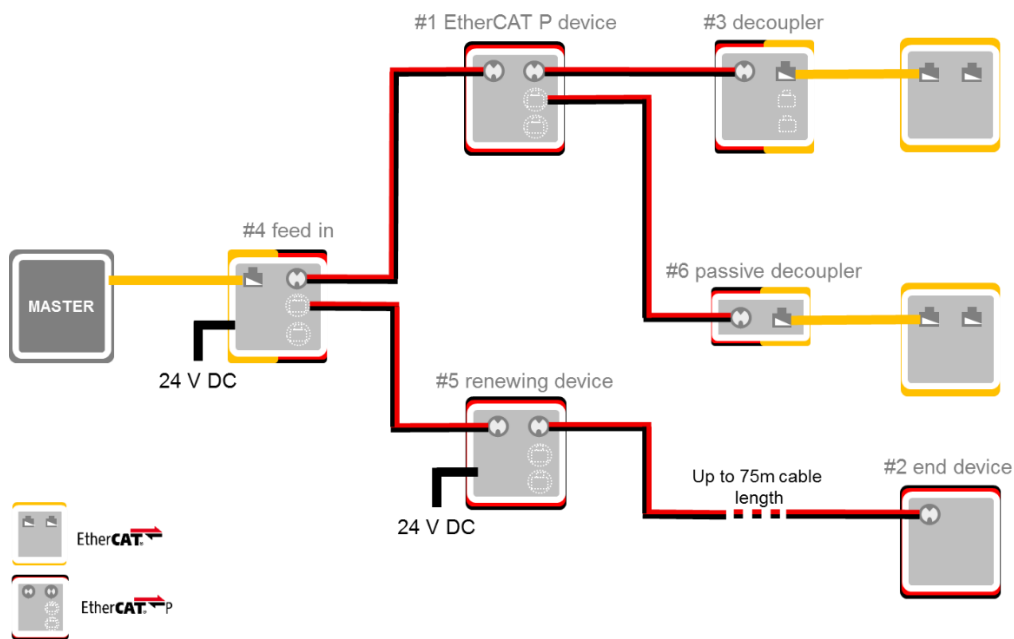 #1 EtherCAT P device
#3 decoupler
#4 feed in
MASTER
#6 passive decoupler
24 V DC
#5 renewing device
Up to 75m cable
length
#2 end device
24 V DC
EtherCAT®
EtherCAT® P